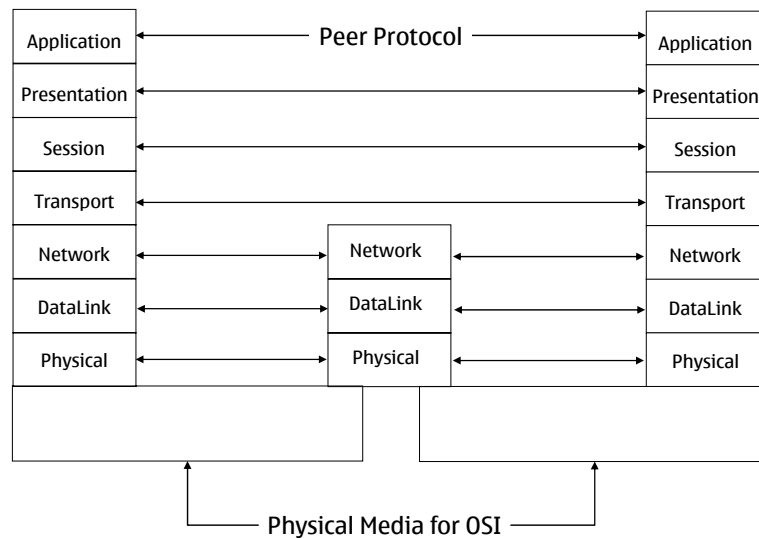 Application
Peer Protocol
Application
Presentation
Presentation
Session
Session
Transport
Transport
Network
Network
Network
DataLink
DataLink
DataLink
Physical
Physical
Physical
Physical Media for OSI